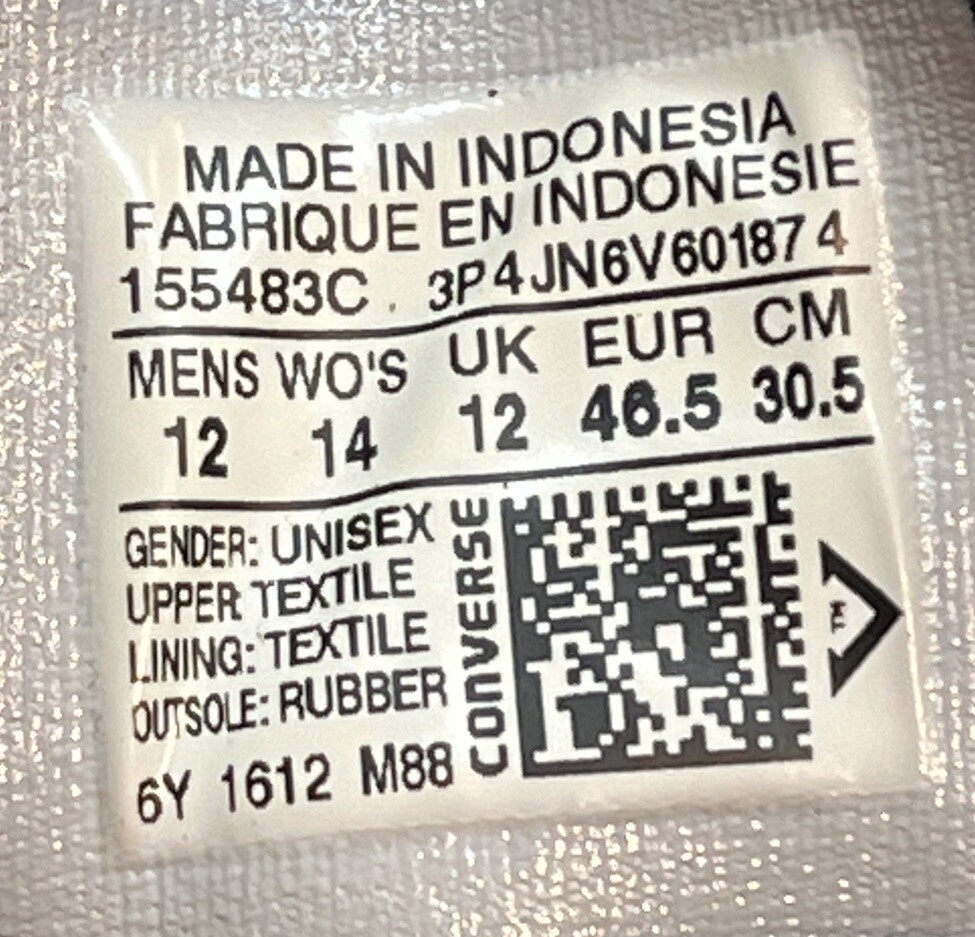 MADE IN INDONESIA
FABRIQUE EN INDONESIE
155483C . 3P4JN6V601874
MENS WO'S UK EUR CM
12 14 12 46.5 30.5
GENDER: UNISEX
UPPER TEXTILE
LINING: TEXTILE
OUTSOLE: RUBBER
6Y 1612 M88
CONVERSE